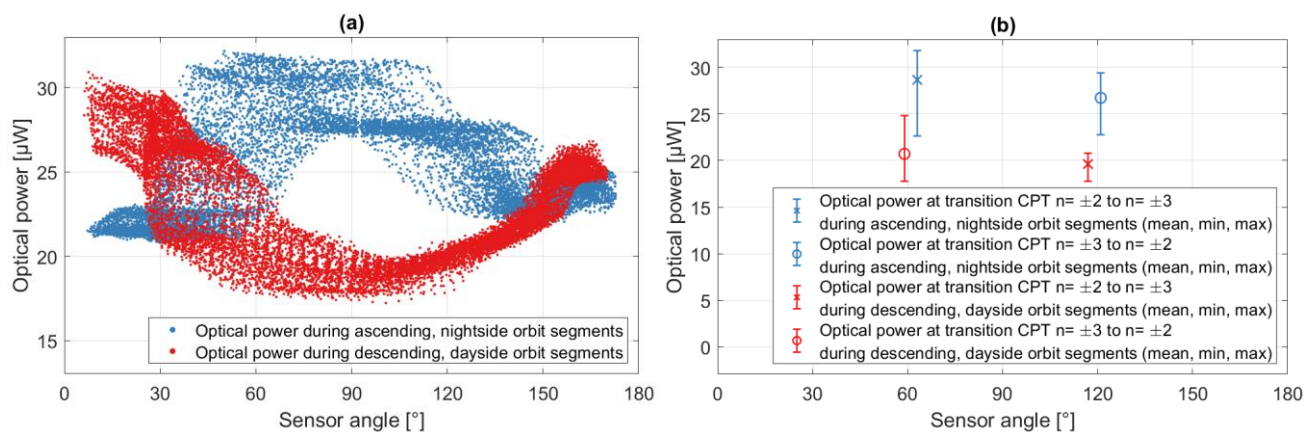 (a)
Optical power [µW]
30
25
20
15
0
30
60
90
120
150
180
Sensor angle [°]
Optical power during ascending, nightside orbit segments
Optical power during descending, dayside orbit segments
(b)
Optical power [µW]
30
25
20
15
10
5
0
0
30
60
90
120
150
180
Sensor angle [°]
Optical power at transition CPT n= ±2 to n= ±3
during ascending, nightside orbit segments (mean, min, max)
Optical power at transition CPT n= ±3 to n= ±2
during ascending, nightside orbit segments (mean, min, max)
Optical power at transition CPT n= ±2 to n= ±3
during descending, dayside orbit segments (mean, min, max)
Optical power at transition CPT n= ±3 to n= ±2
during descending, dayside orbit segments (mean, min, max)